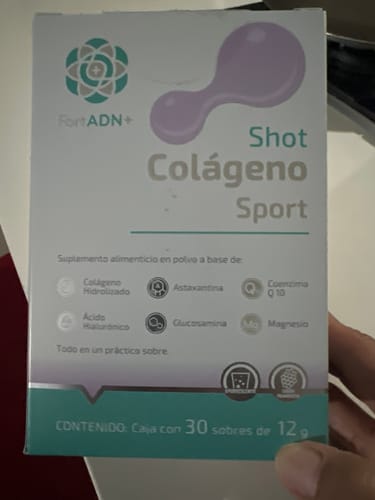 FortADN+
Shot
Colágeno
Sport
Suplemento alimenticio en polvo a base de:
Colágeno
Hidrolizado
Astaxantina
Coenzima
Q 10
Ácido
Hialurónico
Glucosamina
Mg
Magnesio
Todo en un práctico sobre.
CONTENIDO: Caja con 30 sobres de 12 g